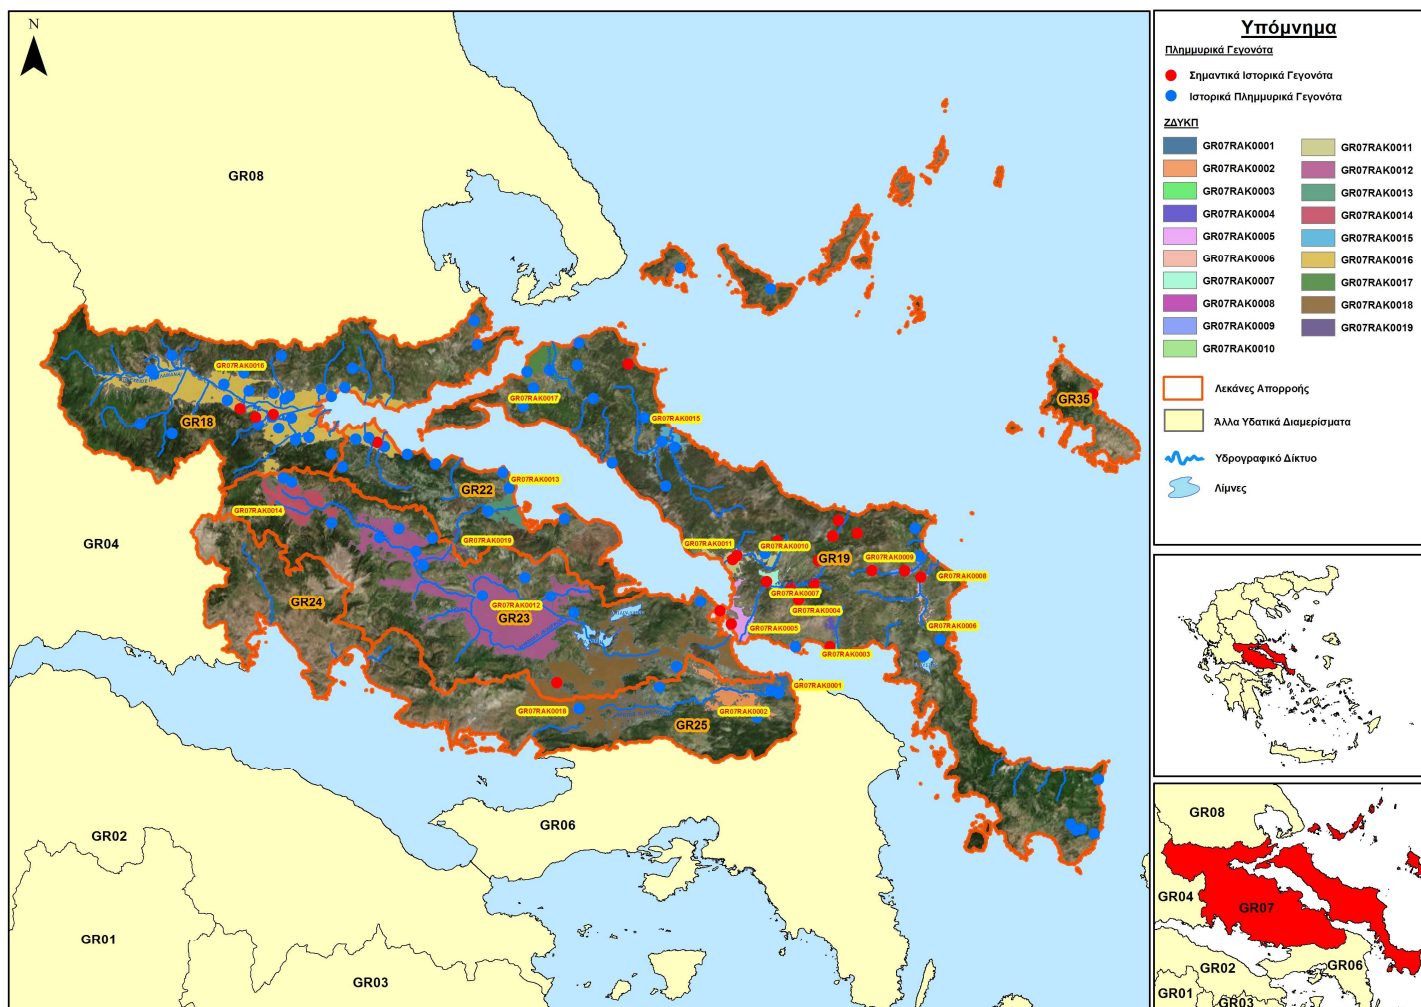 N
GR08
GR07RAK0016
GR07RAK0017
GR35
GR07RAK0015
GR18
GR07RAK0013
GR22
GR07RAK0014
GR07RAK0019
GR07RAK0011
GR07RAK0010
GR19
GR07RAK0009
GR04
GR07RAK0008
GR07RAK0007
GR24
GR07RAK0012
GR07RAK0004
GR23
GR07RAK0005
GR07RAK0006
GR07RAK0003
GR07RAK0001
GR07RAK0018
GR07RAK0002
GR25
GR06
GR02
GR01
GR03
Υπόμνημα
Πλημμυρικά Γεγονότα
Σημαντικά Ιστορικά Γεγονότα
Ιστορικά Πλημμυρικά Γεγονότα
ΖΔΥΚΠ
GR07RAK0001
GR07RAK0002
GR07RAK0003
GR07RAK0004
GR07RAK0005
GR07RAK0006
GR07RAK0007
GR07RAK0008
GR07RAK0009
GR07RAK0010
GR07RAK0011
GR07RAK0012
GR07RAK0013
GR07RAK0014
GR07RAK0015
GR07RAK0016
GR07RAK0017
GR07RAK0018
GR07RAK0019
Λεκάνες Απορροής
Άλλα Υδατικά Διαμερίσματα
Υδρογραφικό Δίκτυο
Λίμνες
GR08
GR04
GR07
GR02
GR06
GR01
GR03